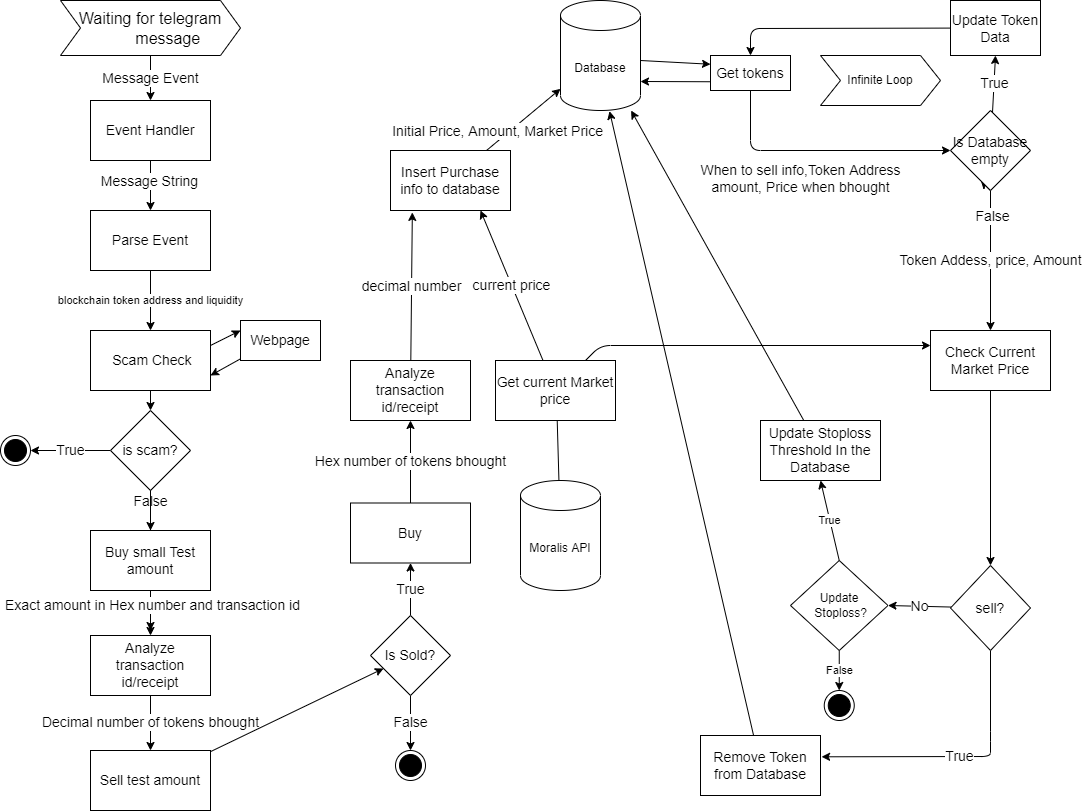 Waiting for telegram
message
Message Event
Event Handler
Message String
Parse Event
blockchain token address and liquidity
Scam Check
Webpage
is scam?
True
False
Buy small Test
amount
Exact amount in Hex number and transaction id
Analyze
transaction
id/receipt
Decimal number of tokens bhought
Sell test amount
Is Sold?
False
True
Buy
Hex number of tokens bhought
Analyze
transaction
id/receipt
decimal number
current price
Get current Market
price
Moralis API
Insert Purchase
info to database
Initial Price, Amount, Market Price
Database
Get tokens
Infinite Loop
Update Token
Data
True
Is Database
empty
When to sell info,Token Address
amount, Price when bhought
False
Token Addess, price, Amount
Check Current
Market Price
sell?
No
Update
Stoploss?
True
Update Stoploss
Threshold In the
Database
False
True
Remove Token
from Database